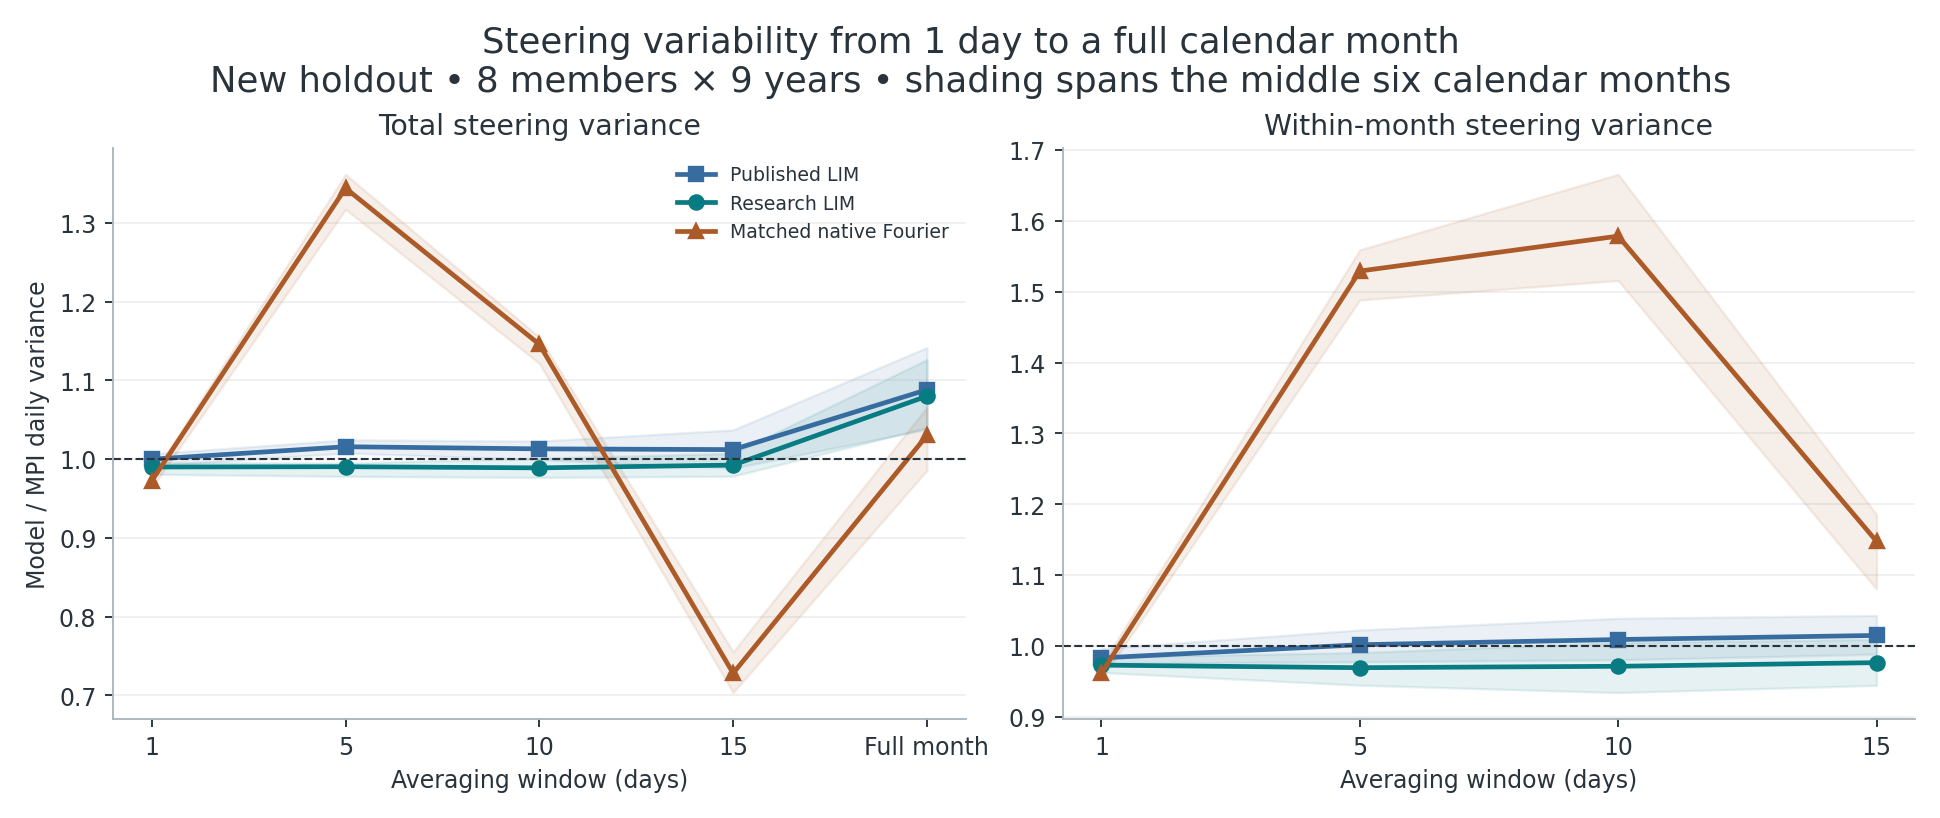 Steering variability from 1 day to a full calendar month
New holdout • 8 members × 9 years • shading spans the middle six calendar months
Total steering variance
Published LIM
Research LIM
Matched native Fourier
Model / MPI daily variance
1.3
1.2
1.1
1.0
0.9
0.8
0.7
1
5
10
15
Full month
Averaging window (days)
Within-month steering variance
1.7
1.6
1.5
1.4
1.3
1.2
1.1
1.0
0.9
1
5
10
15
Averaging window (days)